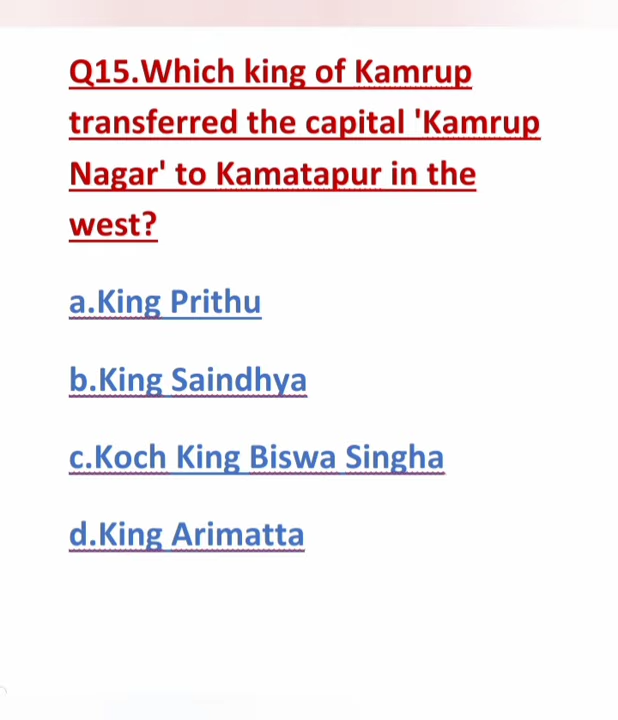 Q15.Which king of Kamrup
transferred the capital 'Kamrup
Nagar' to Kamatapur in the
west?
a.King Prithu
b.King Saindhya
c.Koch King Biswa Singha
d.King Arimatta